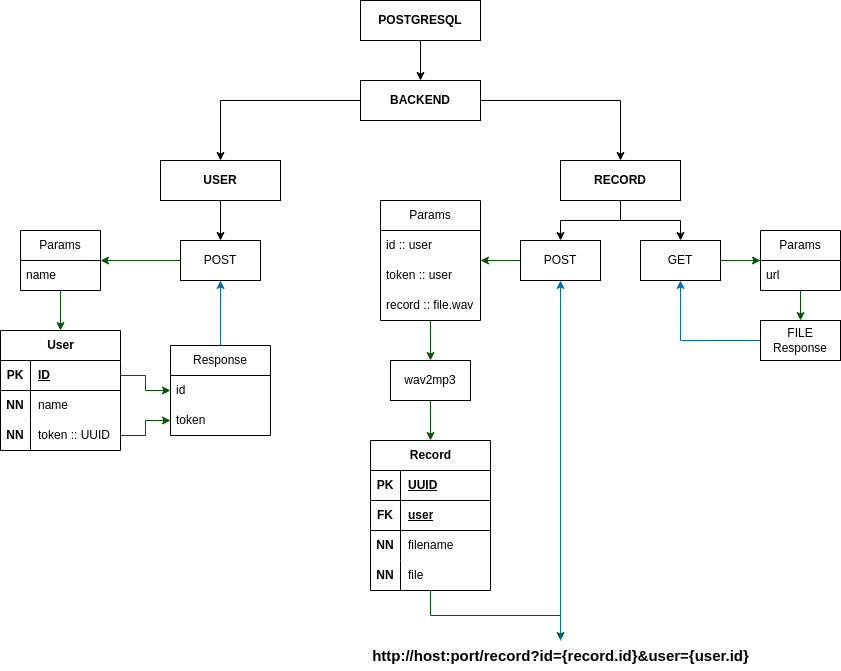 POSTGRESQL
BACKEND
USER
RECORD
Params
name
POST
Params
id :: user
token :: user
record :: file.wav
POST
GET
Params
url
FILE
Response
User
PK ID
NN name
NN token :: UUID
Response
id
token
wav2mp3
Record
PK UUID
FK user
NN filename
NN file
http://host:port/record?id={record.id}&user={user.id}